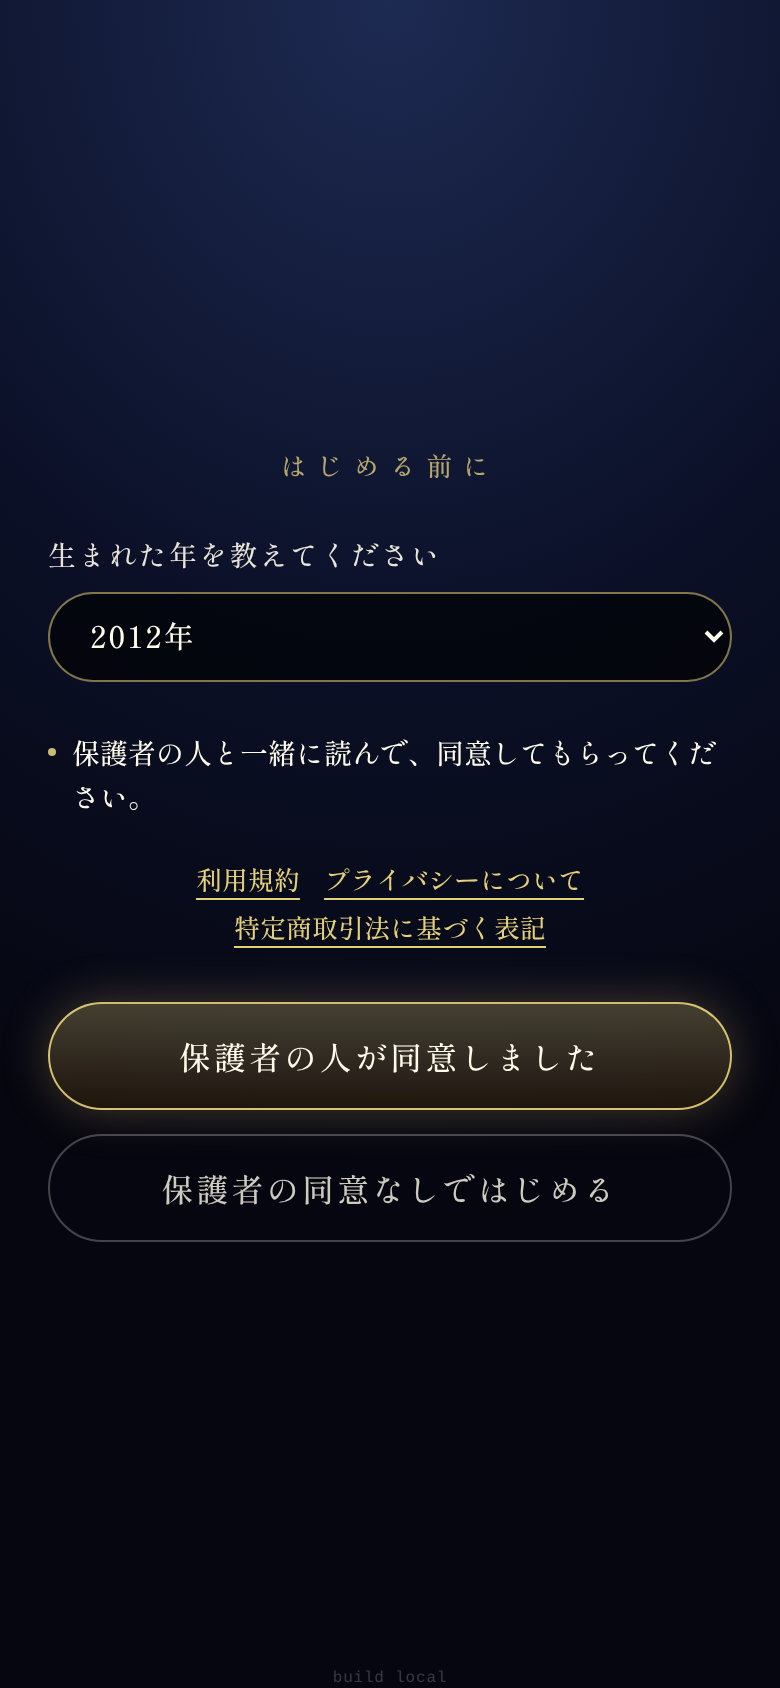 はじめる前に
生まれた年を教えてください
2012年
保護者の人と一緒に読んで、同意してもらってくだ
さい。
利用規約 プライバシーについて
特定商取引法に基づく表記
保護者の人が同意しました
保護者の同意なしではじめる
build local